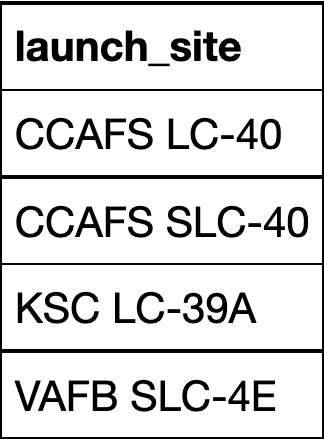 launch_site
CCAFS LC-40
CCAFS SLC-40
KSC LC-39A
VAFB SLC-4E